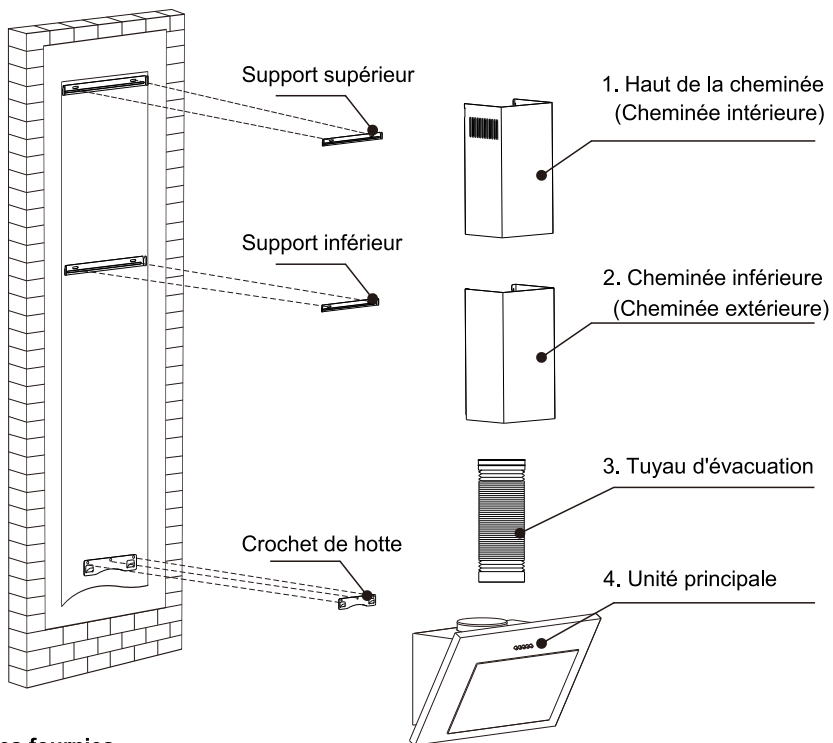 Support supérieur
1. Haut de la cheminée
(Cheminée intérieure)
Support inférieur
2. Cheminée inférieure
(Cheminée extérieure)
3. Tuyau d'évacuation
Crochet de hotte
4. Unité principale